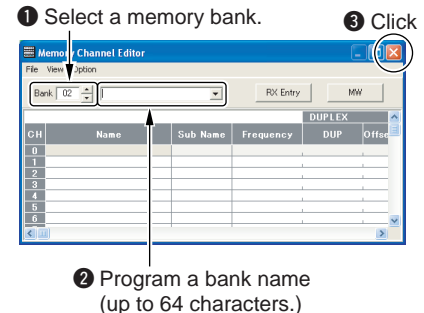 ❶ Select a memory bank.
❸ Click
Memory Channel Editor
File View Option
Bank 02 RX Entry MW
DUPLEX
CH Name Sub Name Frequency DUP Offse
0
1
2
3
4
5
6
❷ Program a bank name
(up to 64 characters.)